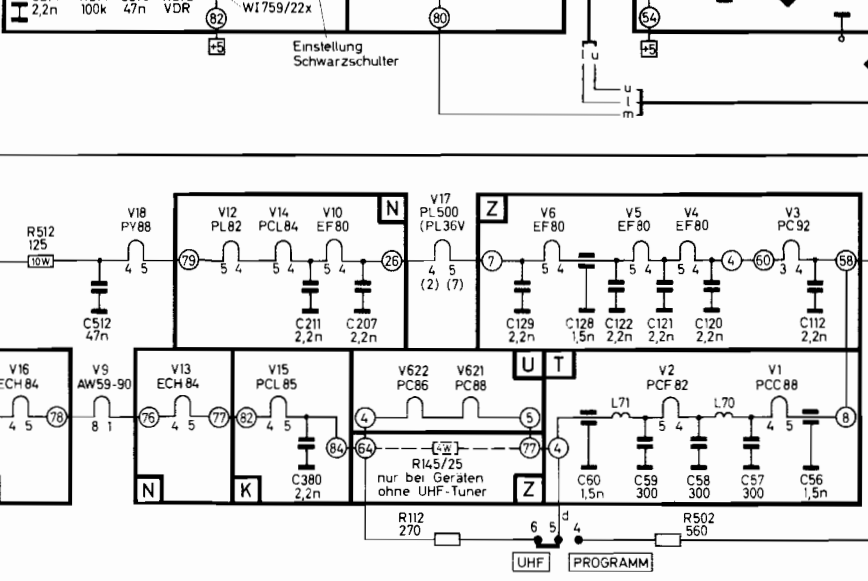 2,2n
100k
47n
VDR
WI759/22x
82
80
54
+5
+5
Einstellung
Schwarzschulter
u
u
l
m
V18
PY88
V12
PL82
V14
PCL84
V10
EF80
N
V17
PL500
(PL36V
Z
V6
EF80
V5
EF80
V4
EF80
V3
PC92
R512
125
10W
4 5
79
5 4
5 4
5 4
26
4 5
(2) (7)
7
5 4
5 4
5 4
4
60
3 4
58
C512
47n
C211
2,2n
C207
2,2n
C129
2,2n
C128
1,5n
C122
2,2n
C121
2,2n
C120
2,2n
C112
2,2n
V16
ECH84
V9
AW59-90
V13
ECH84
V15
PCL85
V622
PC86
V621
PC88
U
T
V2
PCF82
V1
PCC88
4 5
78
8 1
76
4 5
77
82
4 5
4
5
L71
5 4
L70
4 5
8
84
64
4W
77
4
N
K
C380
2,2n
R145/25
nur bei Geräten
ohne UHF-Tuner
Z
C60
1,5n
C59
300
C58
300
C57
300
C56
1,5n
R112
270
6 5 d 4
R502
560
UHF
PROGRAMM